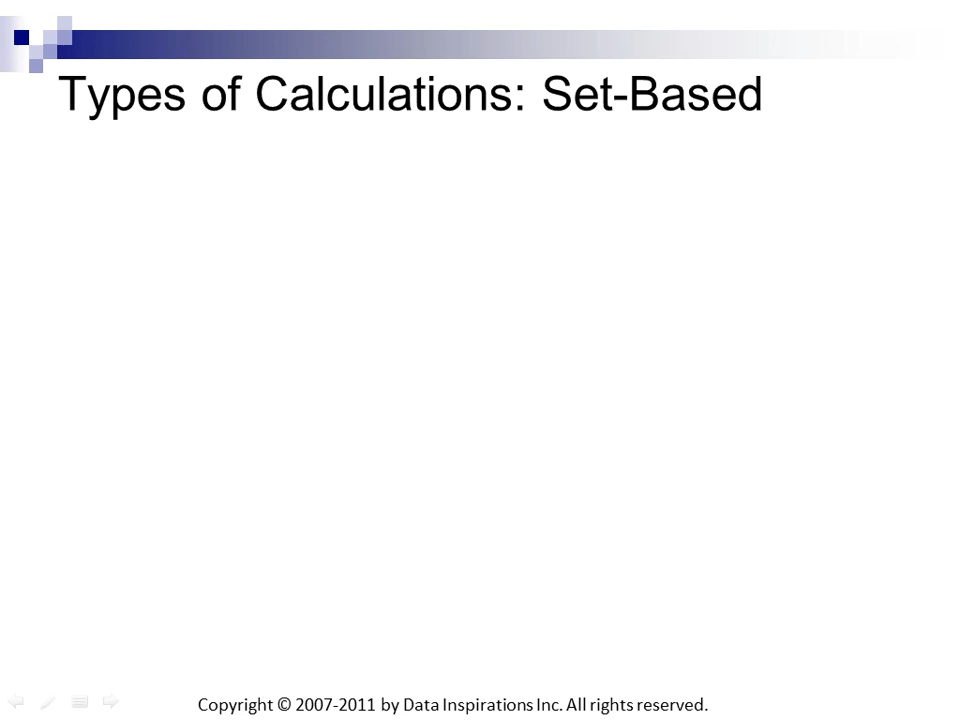 Types of Calculations: Set-Based
Copyright © 2007-2011 by Data Inspirations Inc. All rights reserved.